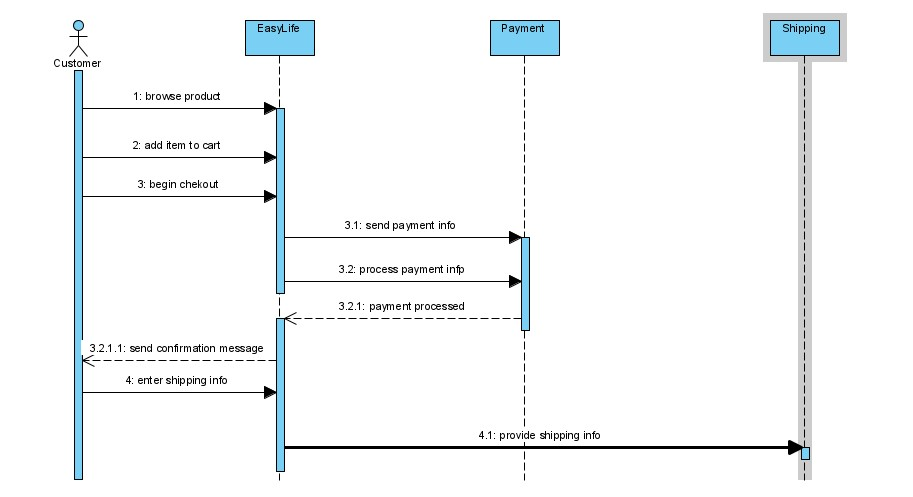 EasyLife
Payment
Shipping
Customer
1: browse product
2: add item to cart
3: begin chekout
3.1: send payment info
3.2: process payment infp
3.2.1: payment processed
3.2.1.1: send confirmation message
4: enter shipping info
4.1: provide shipping info